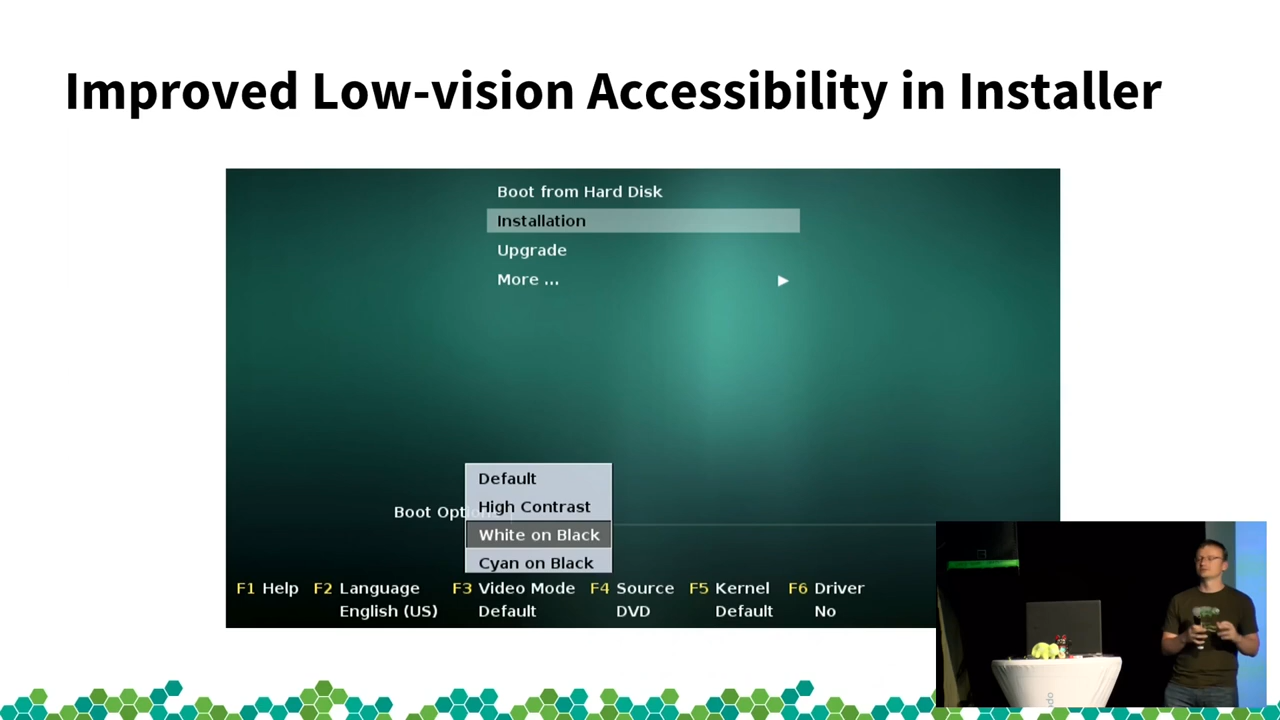 Improved Low-vision Accessibility in Installer
Boot from Hard Disk
Installation
Upgrade
More ...
Default
High Contrast
White on Black
Cyan on Black
Boot Opti
F1 Help F2 Language F3 Video Mode F4 Source F5 Kernel F6 Driver
English (US) Default DVD Default No